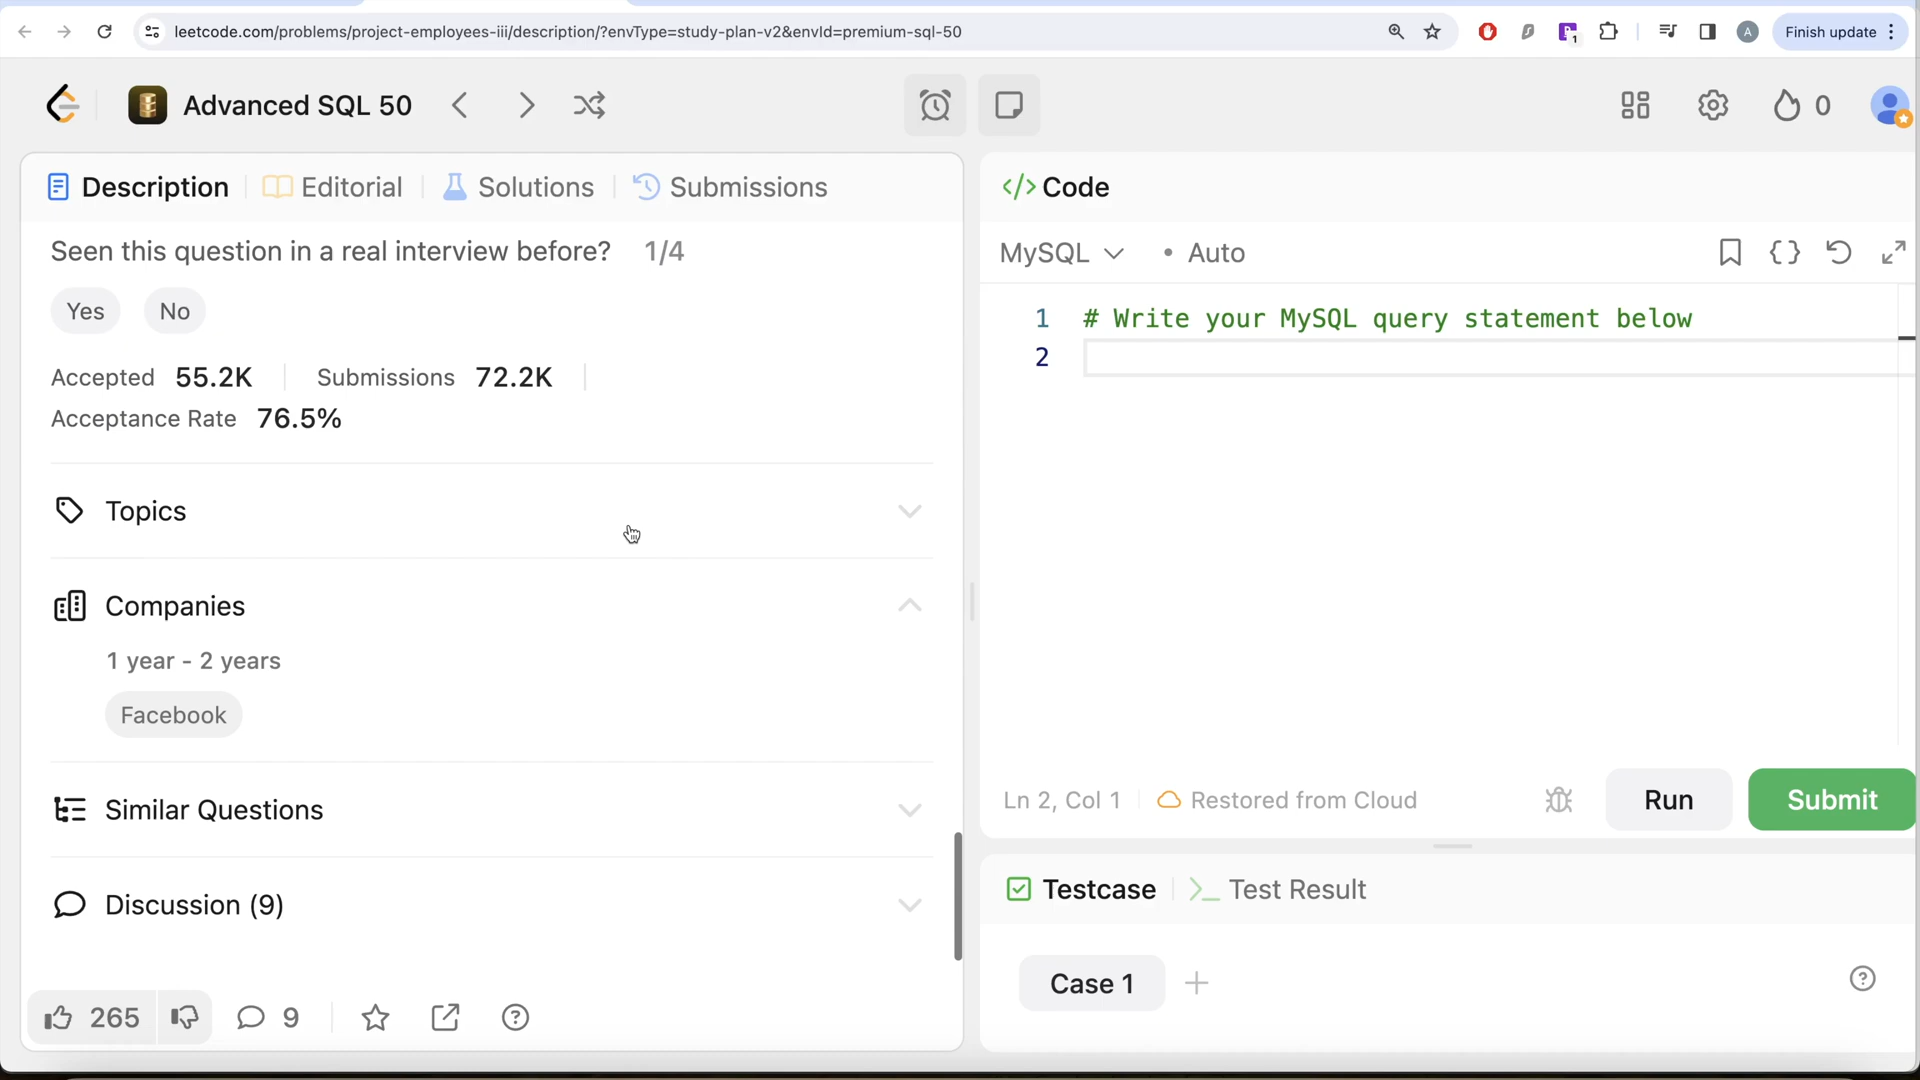 leetcode.com/problems/project-employees-iii/description/?envType=study-plan-v2&envId=premium-sql-50
1
A
Finish update
Advanced SQL 50
0
Description
Editorial
Solutions
Submissions
Seen this question in a real interview before? 1/4
Yes
No
Accepted 55.2K
Submissions 72.2K
Acceptance Rate 76.5%
Topics
Companies
1 year - 2 years
Facebook
Similar Questions
Discussion (9)
265
9
</> Code
MySQL
• Auto
1 # Write your MySQL query statement below
2
Ln 2, Col 1
Restored from Cloud
Run
Submit
Testcase
Test Result
Case 1